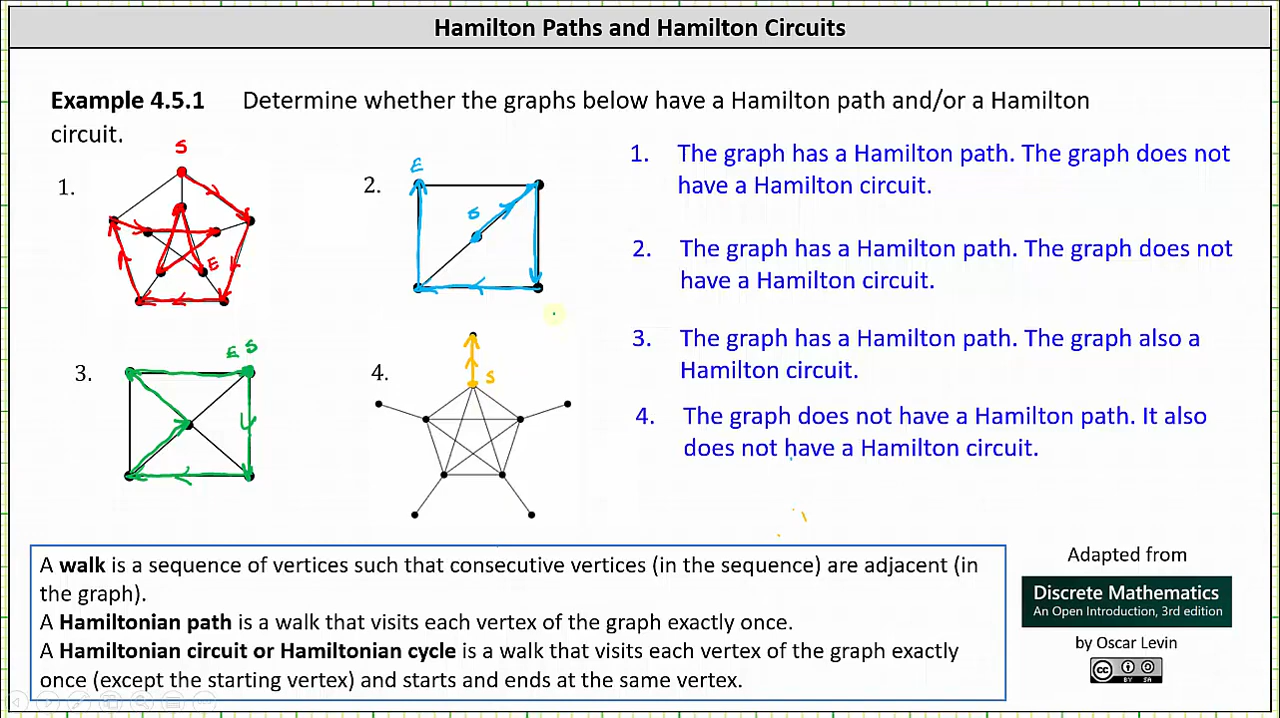 Hamilton Paths and Hamilton Circuits
Example 4.5.1 Determine whether the graphs below have a Hamilton path and/or a Hamilton
circuit.
1.
S
E
2.
E
S
3.
E S
4.
S
1. The graph has a Hamilton path. The graph does not
have a Hamilton circuit.
2. The graph has a Hamilton path. The graph does not
have a Hamilton circuit.
3. The graph has a Hamilton path. The graph also a
Hamilton circuit.
4. The graph does not have a Hamilton path. It also
does not have a Hamilton circuit.
A walk is a sequence of vertices such that consecutive vertices (in the sequence) are adjacent (in
the graph).
A Hamiltonian path is a walk that visits each vertex of the graph exactly once.
A Hamiltonian circuit or Hamiltonian cycle is a walk that visits each vertex of the graph exactly
once (except the starting vertex) and starts and ends at the same vertex.
Adapted from
Discrete Mathematics
An Open Introduction, 3rd edition
by Oscar Levin
CC BY SA